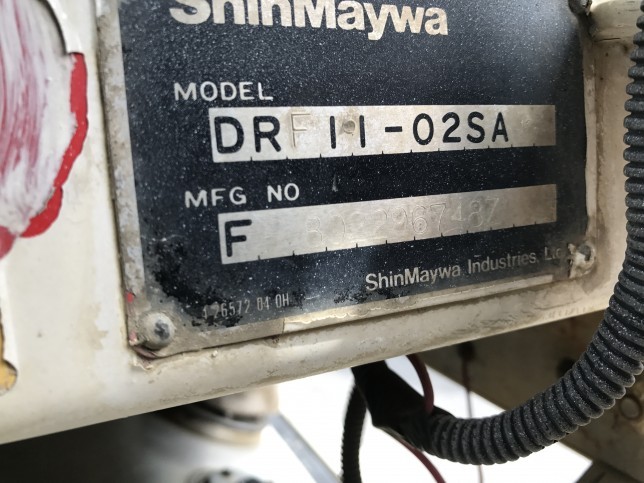 ShinMaywa
MODEL
DRF11-02SA
MFG NO
F
ShinMaywa Industries, Ltd